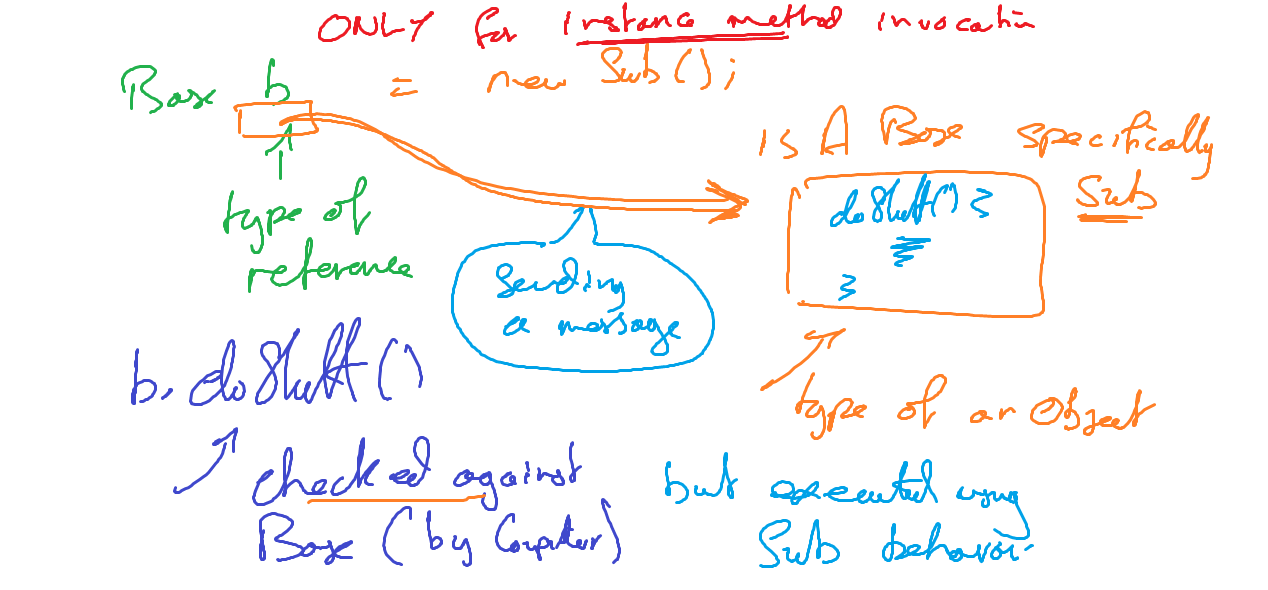 ONLY for instance method invocation
Base b = new Sub();
is A Base specifically
Sub
doStuff() {
}
type of
reference
Sending
a message
b. doStuff()
type of an Object
checked against
Base (by Computer)
but executed using
Sub behavior